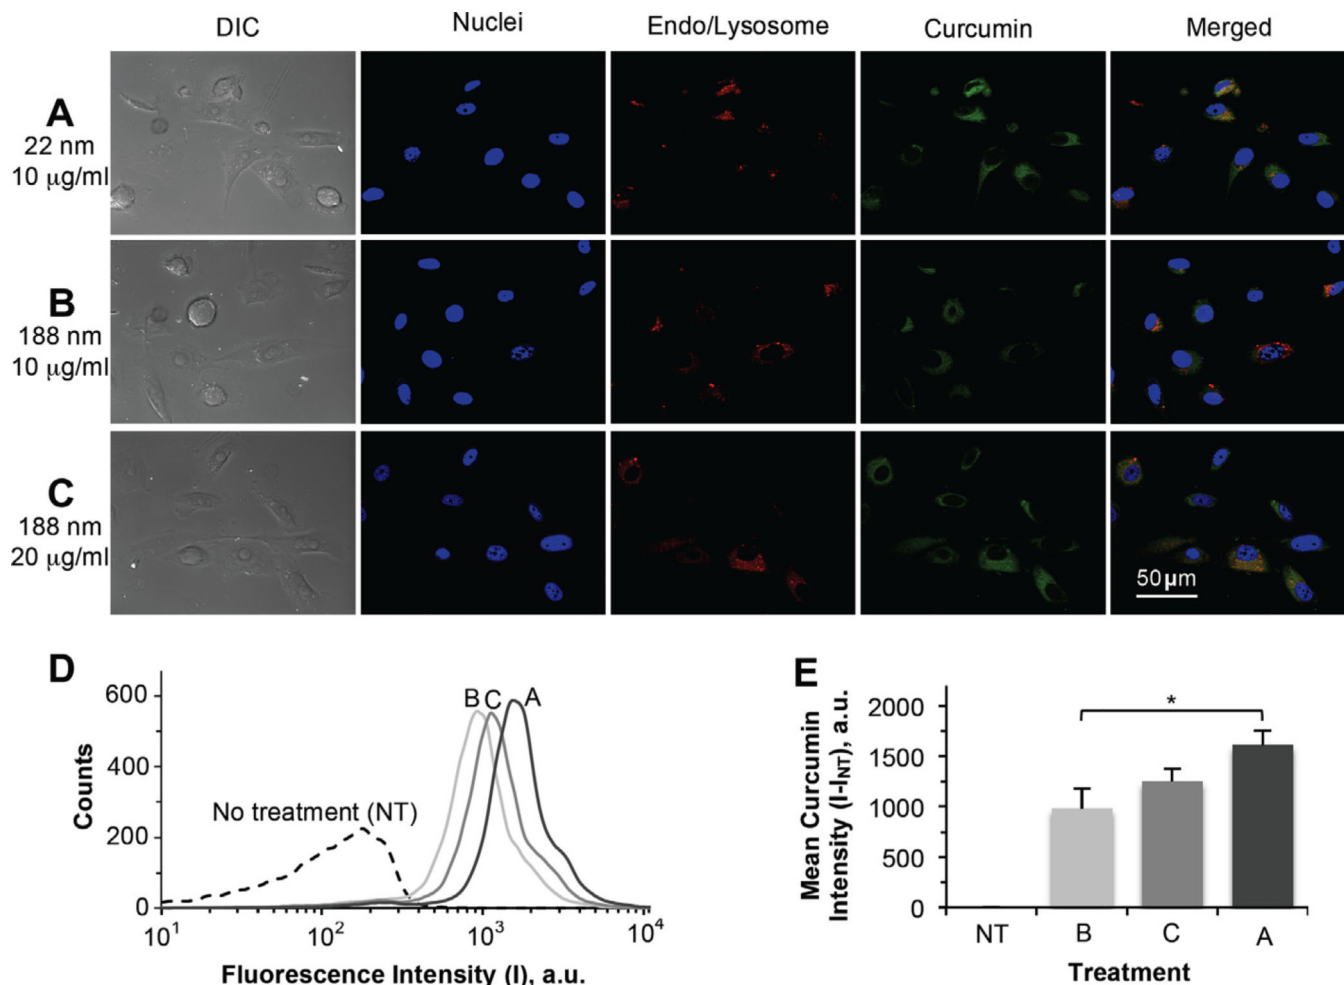 DIC Nuclei Endo/Lysosome Curcumin Merged
A
22 nm
10 µg/ml
B
188 nm
10 µg/ml
C
188 nm
20 µg/ml
50 µm
D
600
400
200
0
Counts
No treatment (NT)
B C A
10¹ 10² 10³ 10⁴
Fluorescence Intensity (I), a.u.
E
2000
1500
1000
500
0
Mean Curcumin
Intensity (I-I_NT), a.u.
*
NT B C A
Treatment